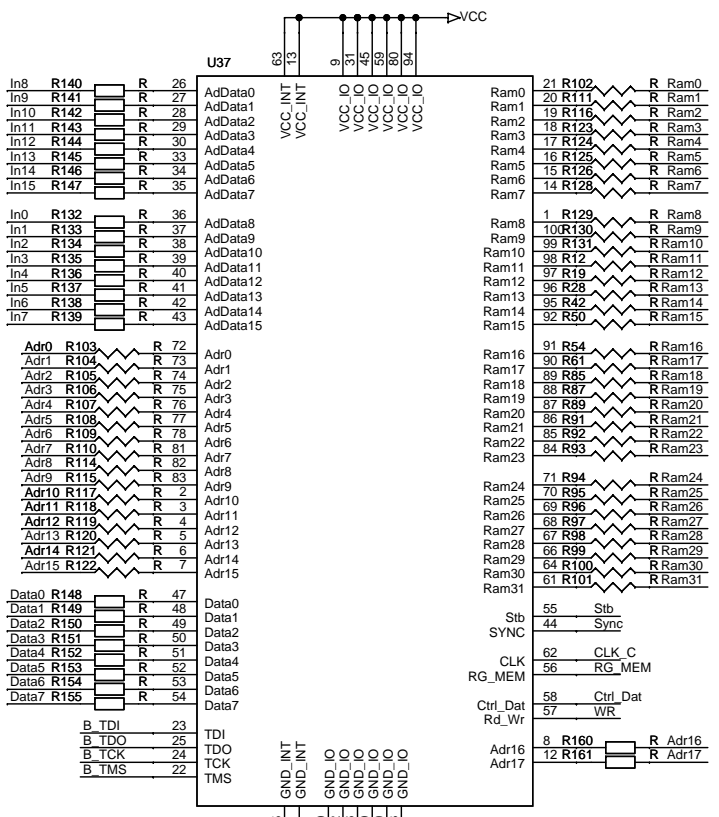 VCC
63 13 9 31 45 59 80 94
U37
VCC_INT VCC_INT VCC_IO VCC_IO VCC_IO VCC_IO VCC_IO VCC_IO
In8 R140 R 26 AdData0
In9 R141 R 27 AdData1
In10 R142 R 28 AdData2
In11 R143 R 29 AdData3
In12 R144 R 30 AdData4
In13 R145 R 33 AdData5
In14 R146 R 34 AdData6
In15 R147 R 35 AdData7
In0 R132 R 36 AdData8
In1 R133 R 37 AdData9
In2 R134 R 38 AdData10
In3 R135 R 39 AdData11
In4 R136 R 40 AdData12
In5 R137 R 41 AdData13
In6 R138 R 42 AdData14
In7 R139 R 43 AdData15
Adr0 R103 R 72 Adr0
Adr1 R104 R 73 Adr1
Adr2 R105 R 74 Adr2
Adr3 R106 R 75 Adr3
Adr4 R107 R 76 Adr4
Adr5 R108 R 77 Adr5
Adr6 R109 R 78 Adr6
Adr7 R110 R 81 Adr7
Adr8 R114 R 82 Adr8
Adr9 R115 R 83 Adr9
Adr10 R117 R 2 Adr10
Adr11 R118 R 3 Adr11
Adr12 R119 R 4 Adr12
Adr13 R120 R 5 Adr13
Adr14 R121 R 6 Adr14
Adr15 R122 R 7 Adr15
Data0 R148 R 47 Data0
Data1 R149 R 48 Data1
Data2 R150 R 49 Data2
Data3 R151 R 50 Data3
Data4 R152 R 51 Data4
Data5 R153 R 52 Data5
Data6 R154 R 53 Data6
Data7 R155 R 54 Data7
B_TDI 23 TDI
B_TDO 25 TDO
B_TCK 24 TCK
B_TMS 22 TMS
Ram0 21 R102 R Ram0
Ram1 20 R111 R Ram1
Ram2 19 R116 R Ram2
Ram3 18 R123 R Ram3
Ram4 17 R124 R Ram4
Ram5 16 R125 R Ram5
Ram6 15 R126 R Ram6
Ram7 14 R128 R Ram7
Ram8 1 R129 R Ram8
Ram9 100 R130 R Ram9
Ram10 99 R131 R Ram10
Ram11 98 R12 R Ram11
Ram12 97 R19 R Ram12
Ram13 96 R28 R Ram13
Ram14 95 R42 R Ram14
Ram15 92 R50 R Ram15
Ram16 91 R54 R Ram16
Ram17 90 R61 R Ram17
Ram18 89 R85 R Ram18
Ram19 88 R87 R Ram19
Ram20 87 R89 R Ram20
Ram21 86 R91 R Ram21
Ram22 85 R92 R Ram22
Ram23 84 R93 R Ram23
Ram24 71 R94 R Ram24
Ram25 70 R95 R Ram25
Ram26 69 R96 R Ram26
Ram27 68 R97 R Ram27
Ram28 67 R98 R Ram28
Ram29 66 R99 R Ram29
Ram30 64 R100 R Ram30
Ram31 61 R101 R Ram31
Stb 55 Stb
SYNC 44 Sync
CLK 62 CLK_C
RG_MEM 56 RG_MEM
Ctrl_Dat 58 Ctrl_Dat
Rd_Wr 57 WR
Adr16 8 R160 R Adr16
Adr17 12 R161 R Adr17
GND_INT GND_INT GND_IO GND_IO GND_IO GND_IO GND_IO GND_IO